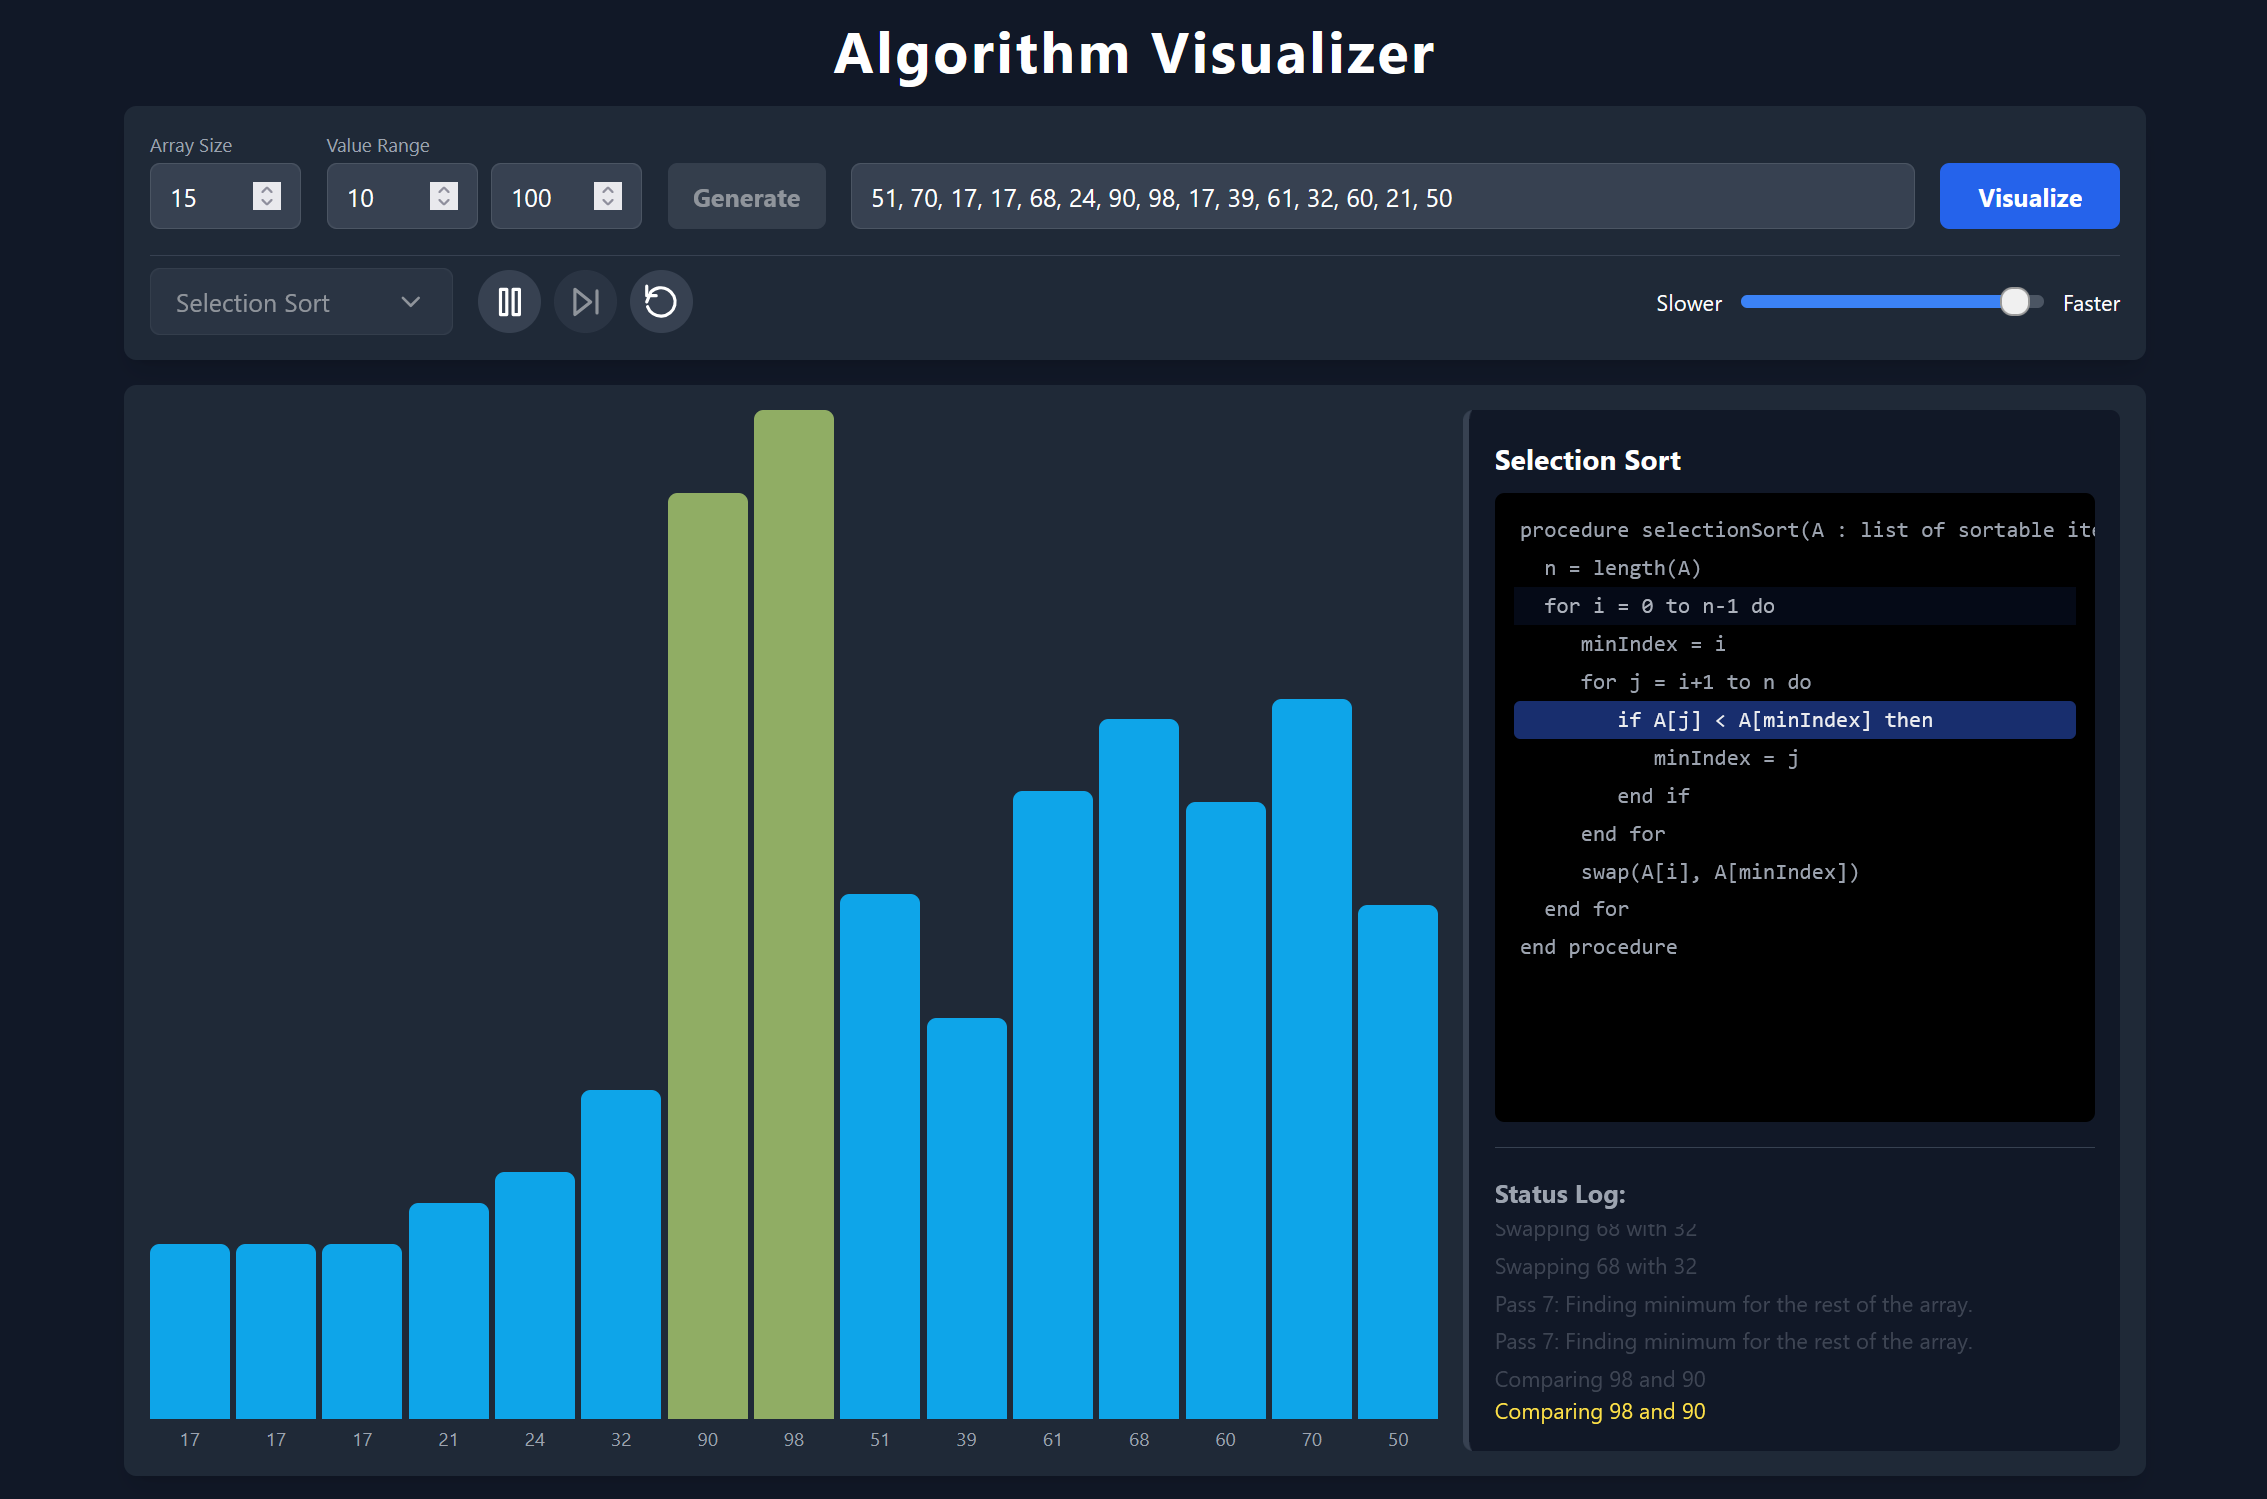 Algorithm Visualizer
Array Size
Value Range
15
10
100
Generate
51, 70, 17, 17, 68, 24, 90, 98, 17, 39, 61, 32, 60, 21, 50
Visualize
Selection Sort
Slower
Faster
17 17 17 21 24 32 90 98 51 39 61 68 60 70 50
Selection Sort
procedure selectionSort(A : list of sortable ite
n = length(A)
for i = 0 to n-1 do
minIndex = i
for j = i+1 to n do
if A[j] < A[minIndex] then
minIndex = j
end if
end for
swap(A[i], A[minIndex])
end for
end procedure
Status Log:
Swapping 68 with 32
Swapping 68 with 32
Pass 7: Finding minimum for the rest of the array.
Pass 7: Finding minimum for the rest of the array.
Comparing 98 and 90
Comparing 98 and 90